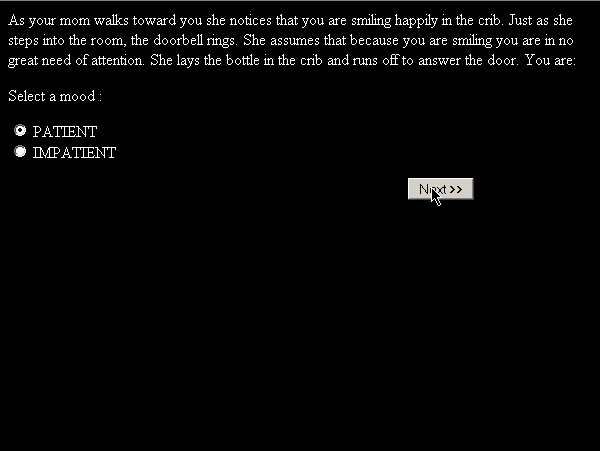 As your mom walks toward you she notices that you are smiling happily in the crib. Just as she
steps into the room, the doorbell rings. She assumes that because you are smiling you are in no
great need of attention. She lays the bottle in the crib and runs off to answer the door. You are:
Select a mood :
PATIENT
IMPATIENT
Next >>